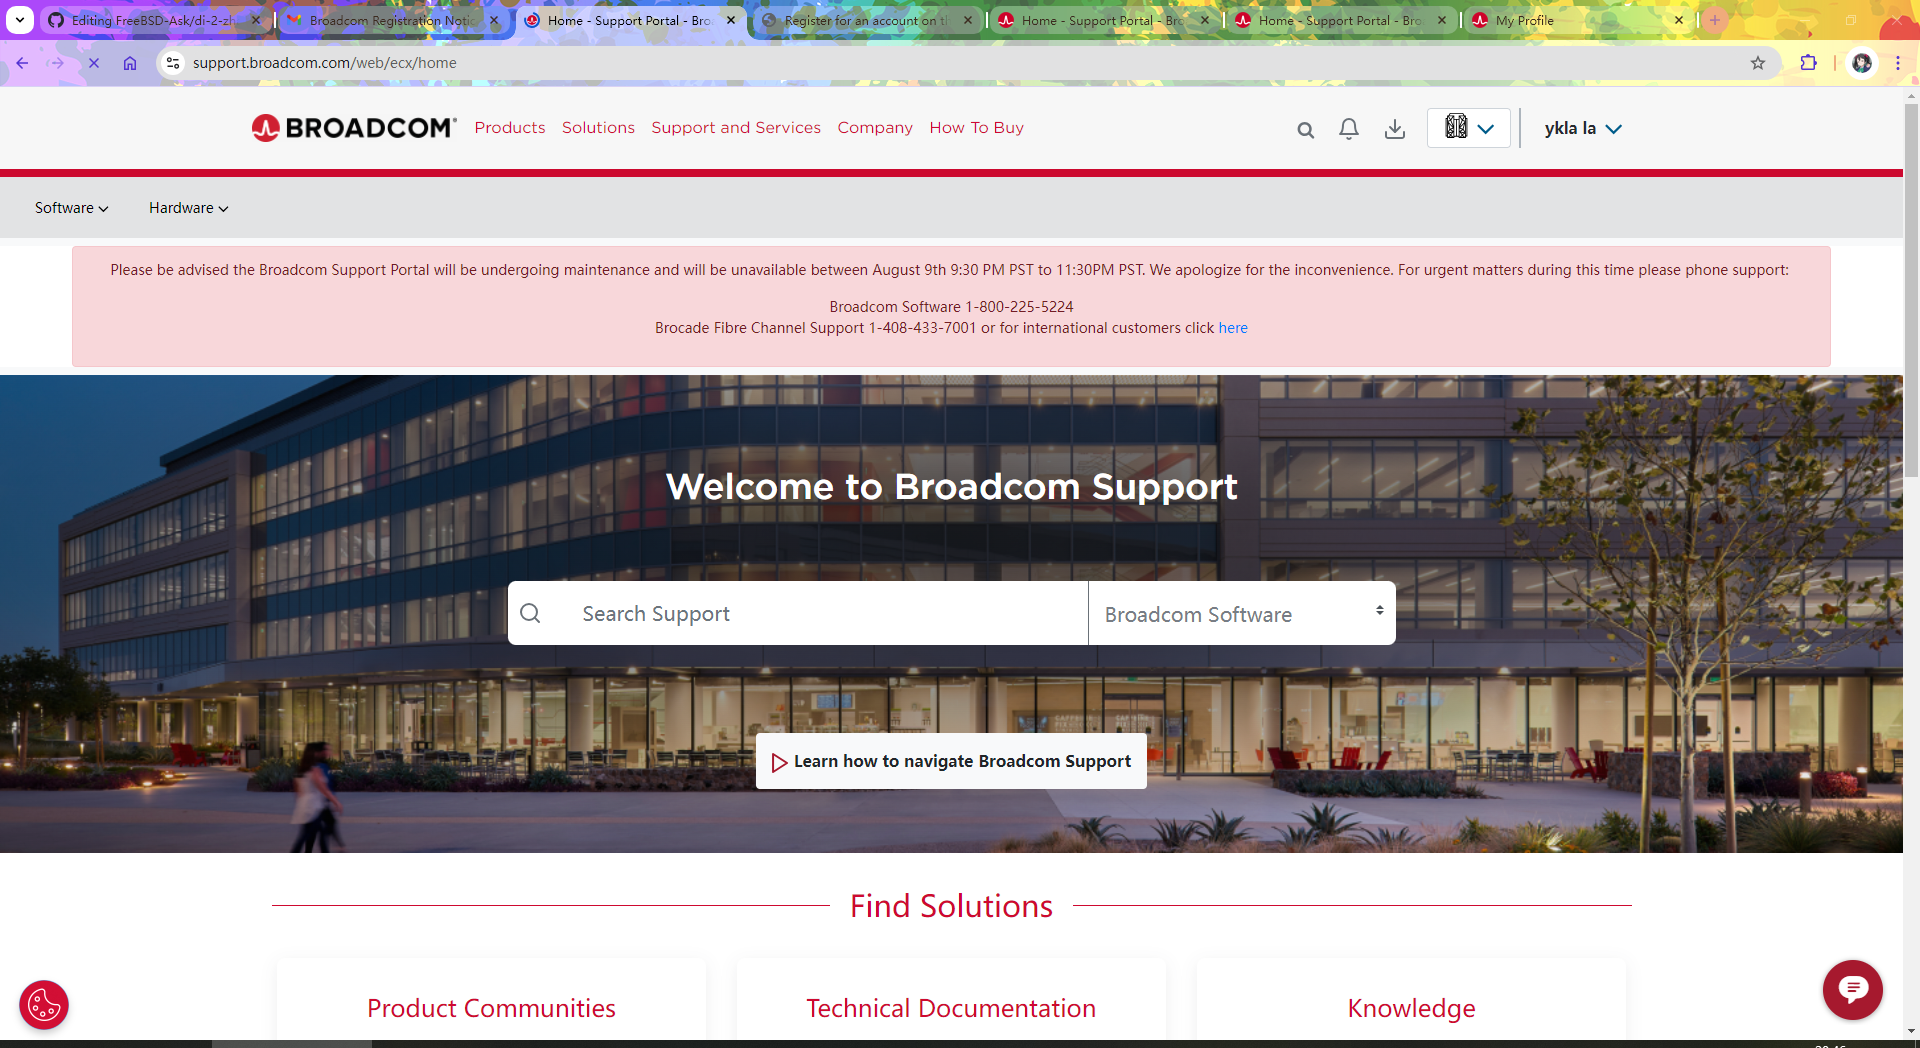 Editing FreeBSD-Ask/di-2-zh
Broadcom Registration Notic
Home - Support Portal - Bro
Register for an account on t
Home - Support Portal - Bro
Home - Support Portal - Bro
My Profile
support.broadcom.com/web/ecx/home
BROADCOM
Products
Solutions
Support and Services
Company
How To Buy
ykla la
Software
Hardware
Please be advised the Broadcom Support Portal will be undergoing maintenance and will be unavailable between August 9th 9:30 PM PST to 11:30PM PST. We apologize for the inconvenience. For urgent matters during this time please phone support:
Broadcom Software 1-800-225-5224
Brocade Fibre Channel Support 1-408-433-7001 or for international customers click here
Welcome to Broadcom Support
Search Support
Broadcom Software
Learn how to navigate Broadcom Support
Find Solutions
Product Communities
Technical Documentation
Knowledge